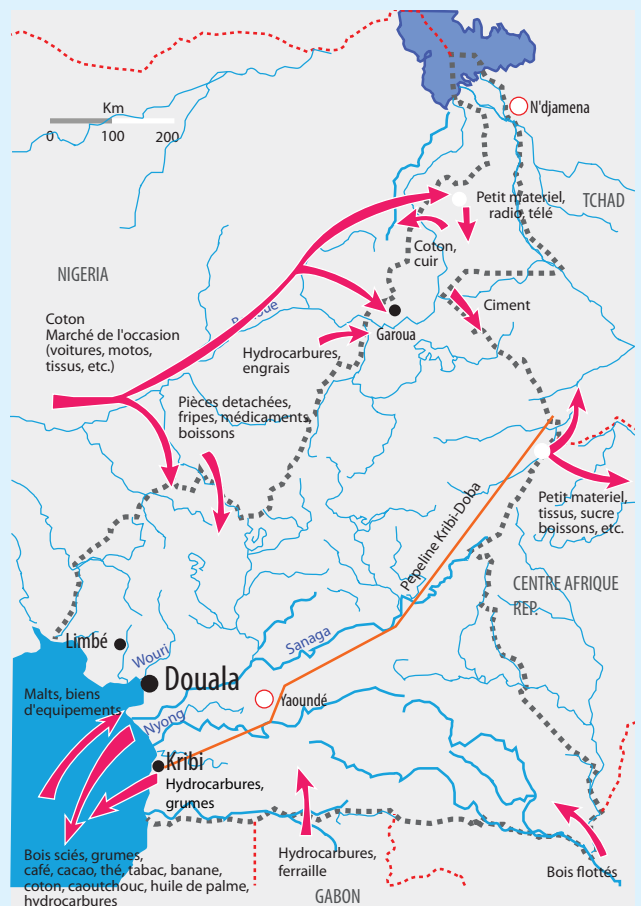 Km
0 100 200
N'djamena
Petit materiel,
radio, télé
TCHAD
Coton,
cuir
NIGERIA
Ciment
Coton
Marché de l'occasion
(voitures, motos,
tissus, etc.)
Garoua
Hydrocarbures,
engrais
Pièces detachées,
fripes, médicaments,
boissons
Petit materiel,
tissus, sucre
boissons, etc.
Pepeline Kribi-Doba
CENTRE AFRIQUE
REP.
Limbé
Wouri
Sanaga
Douala
Malts, biens
d'equipements
Yaoundé
Nyong
Kribi
Hydrocarbures,
grumes
Bois sciés, grumes,
café, cacao, thé, tabac, banane,
coton, caoutchouc, huile de palme,
hydrocarbures
Hydrocarbures,
ferraille
Bois flottés
GABON